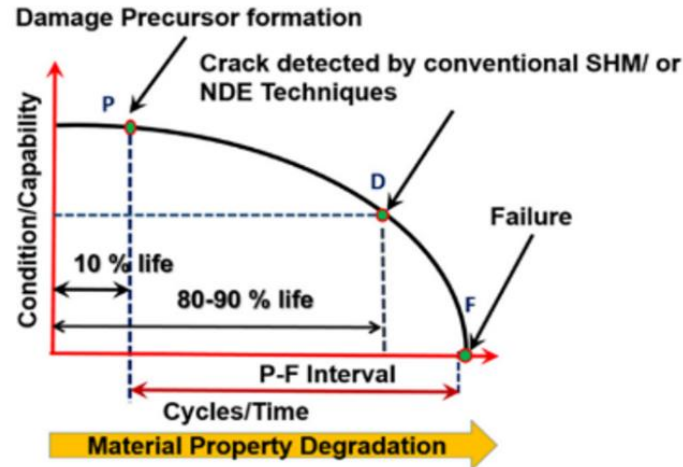 Damage Precursor formation
Crack detected by conventional SHM/ or
NDE Techniques
P
D
Failure
Condition/Capability
10 % life
80-90 % life
F
P-F Interval
Cycles/Time
Material Property Degradation